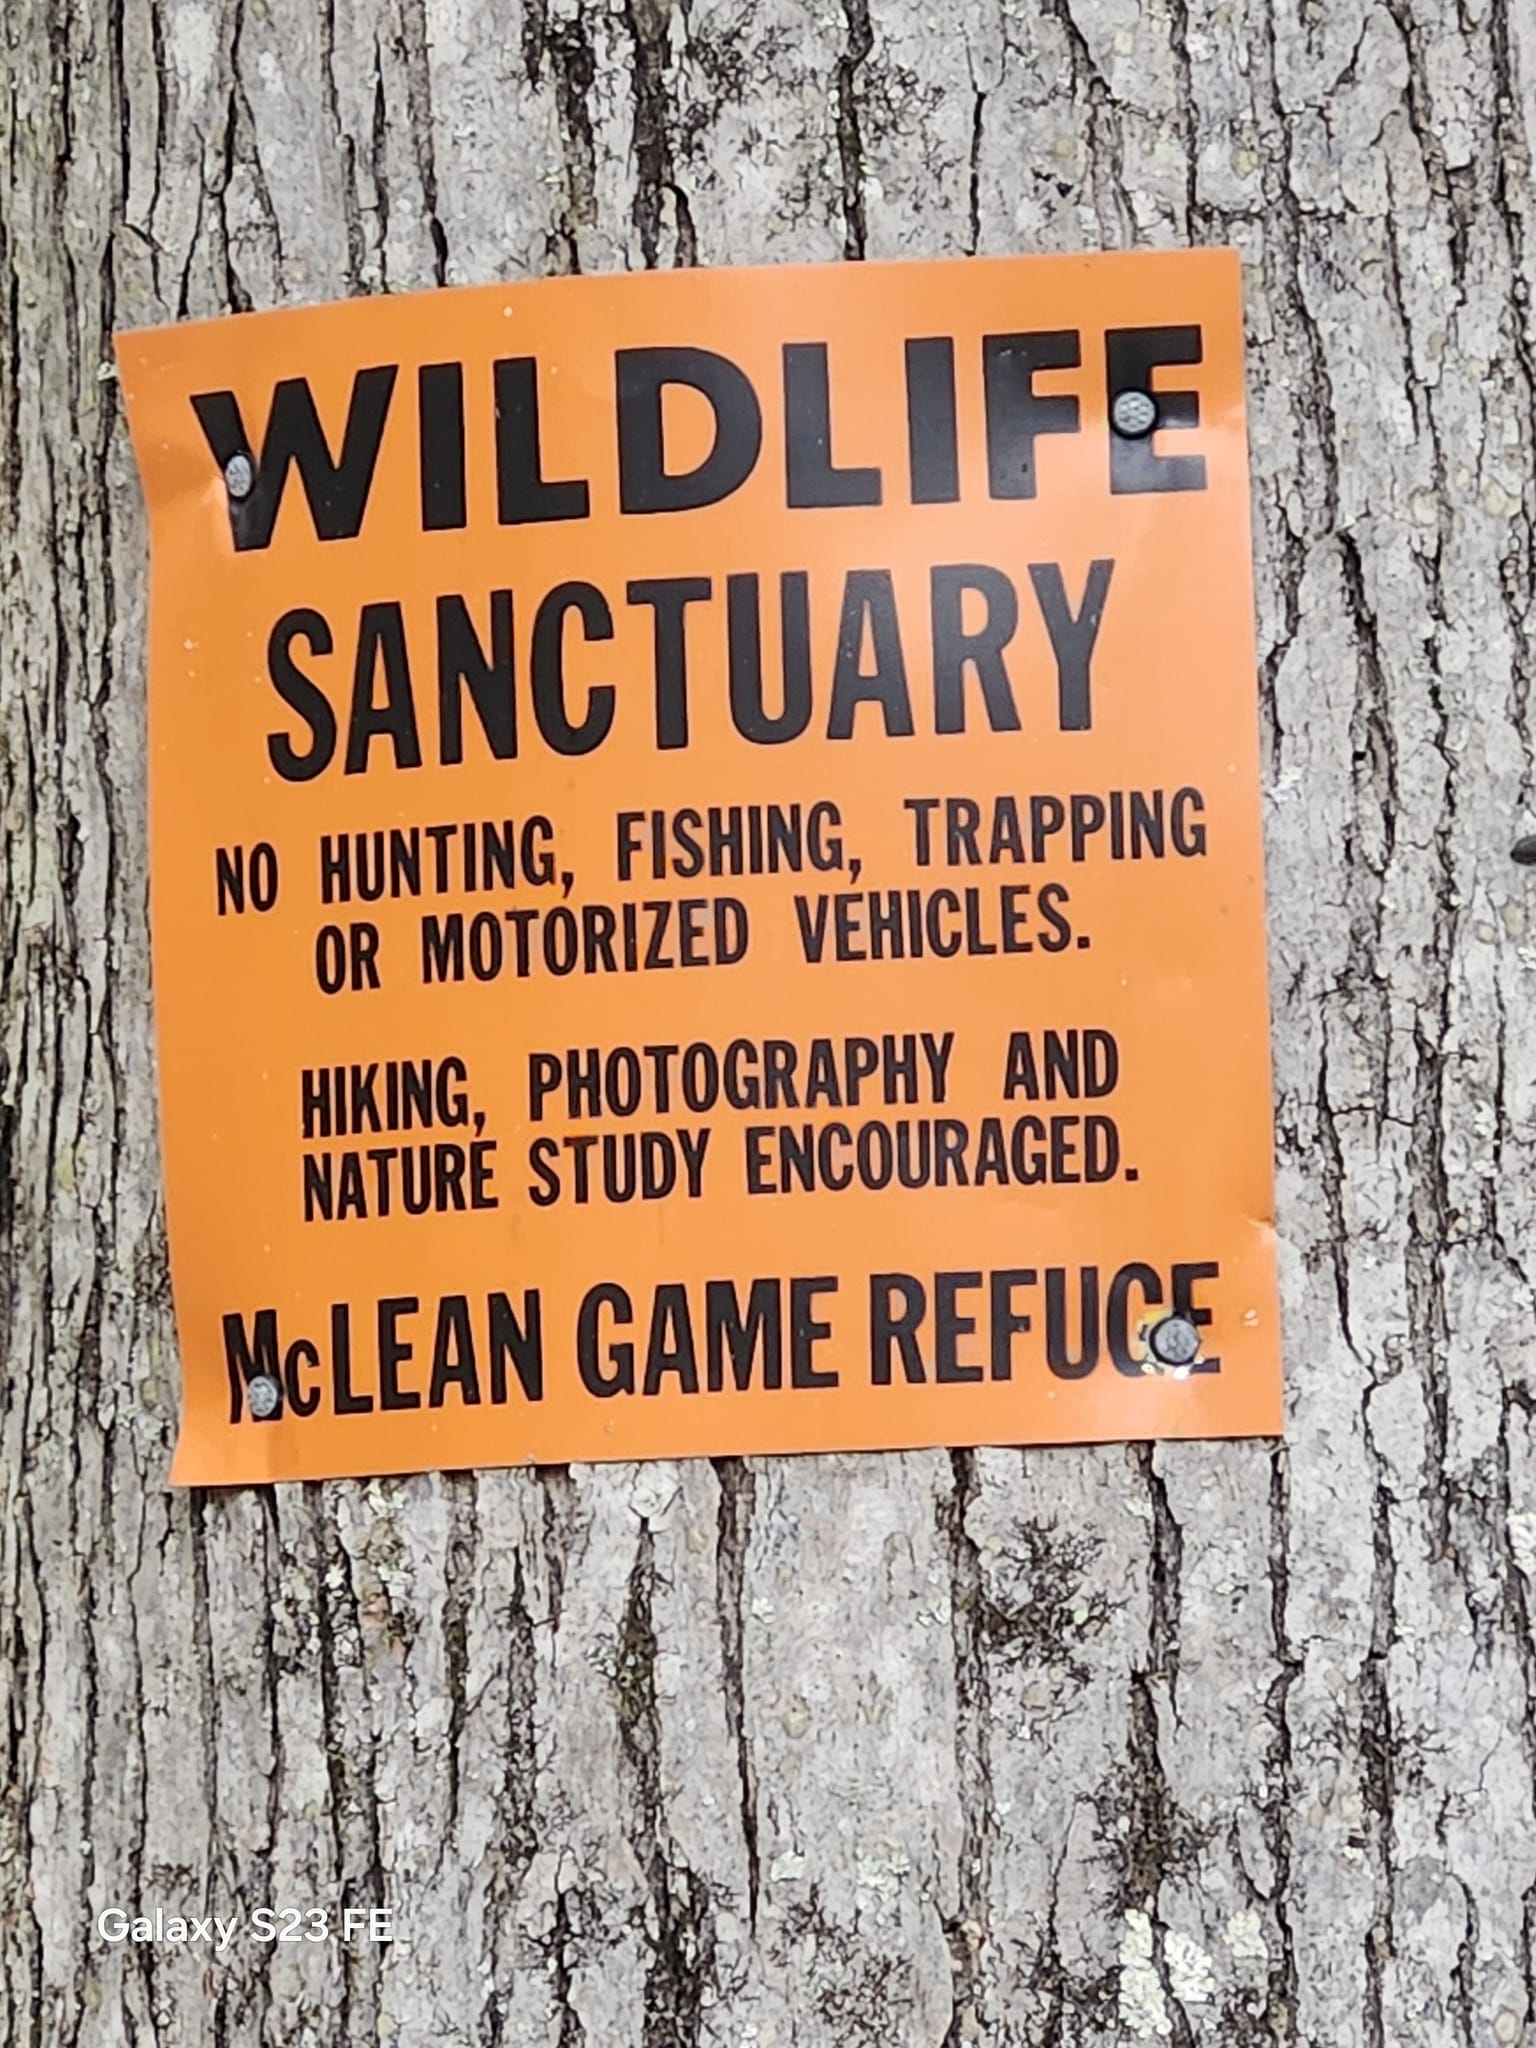 WILDLIFE
SANCTUARY
NO HUNTING, FISHING, TRAPPING
OR MOTORIZED VEHICLES.
HIKING, PHOTOGRAPHY AND
NATURE STUDY ENCOURAGED.
McLEAN GAME REFUGE
Galaxy S23 FE